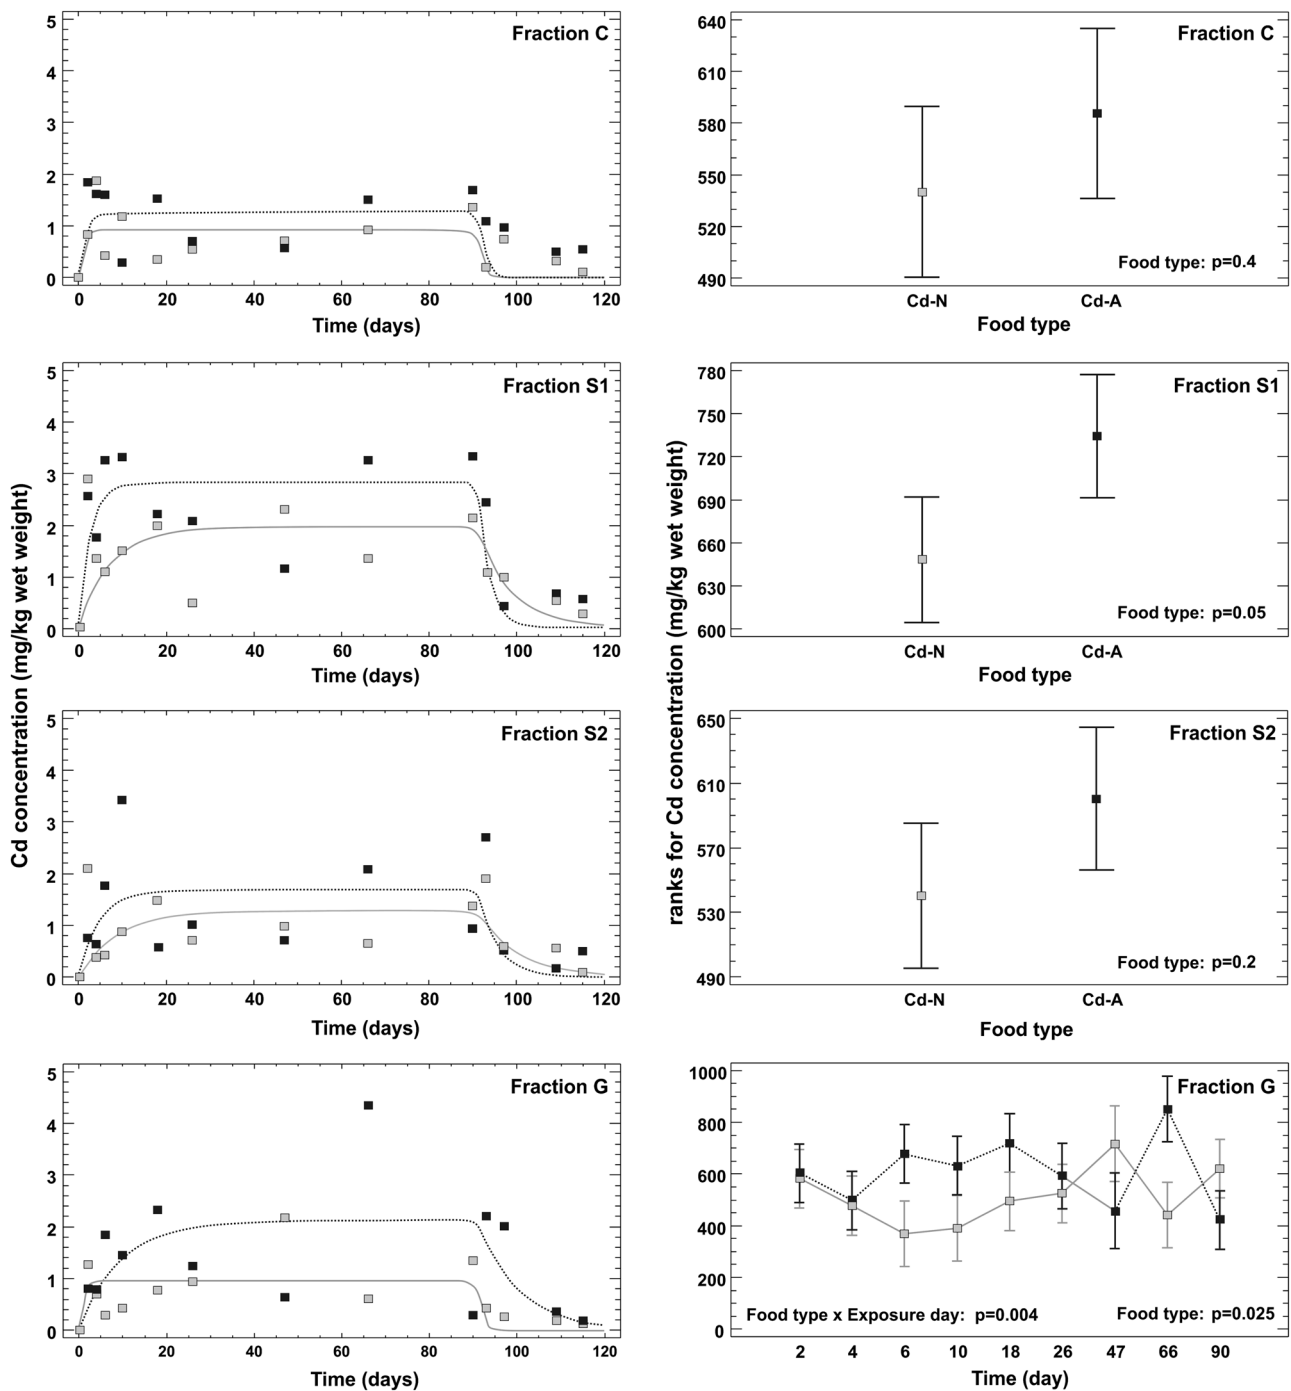 Cd concentration (mg/kg wet weight)
5
4
3
2
1
0
Fraction C
0 20 40 60 80 100 120
Time (days)
5
4
3
2
1
0
Fraction S1
0 20 40 60 80 100 120
Time (days)
5
4
3
2
1
0
Fraction S2
0 20 40 60 80 100 120
Time (days)
5
4
3
2
1
0
Fraction G
0 20 40 60 80 100 120
Time (days)
ranks for Cd concentration (mg/kg wet weight)
640
610
580
550
520
490
Fraction C
Food type: p=0.4
Cd-N Cd-A
Food type
780
750
720
690
660
630
600
Fraction S1
Food type: p=0.05
Cd-N Cd-A
Food type
650
610
570
530
490
Fraction S2
Food type: p=0.2
Cd-N Cd-A
Food type
1000
800
600
400
200
0
Fraction G
Food type x Exposure day: p=0.004 Food type: p=0.025
2 4 6 10 18 26 47 66 90
Time (day)